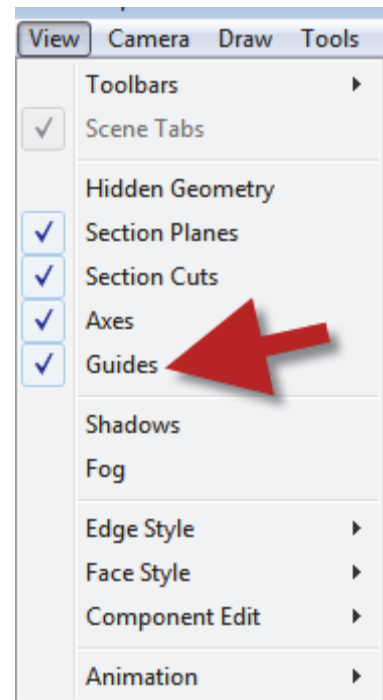 View Camera Draw Tools
Toolbars
Scene Tabs
Hidden Geometry
Section Planes
Section Cuts
Axes
Guides
Shadows
Fog
Edge Style
Face Style
Component Edit
Animation